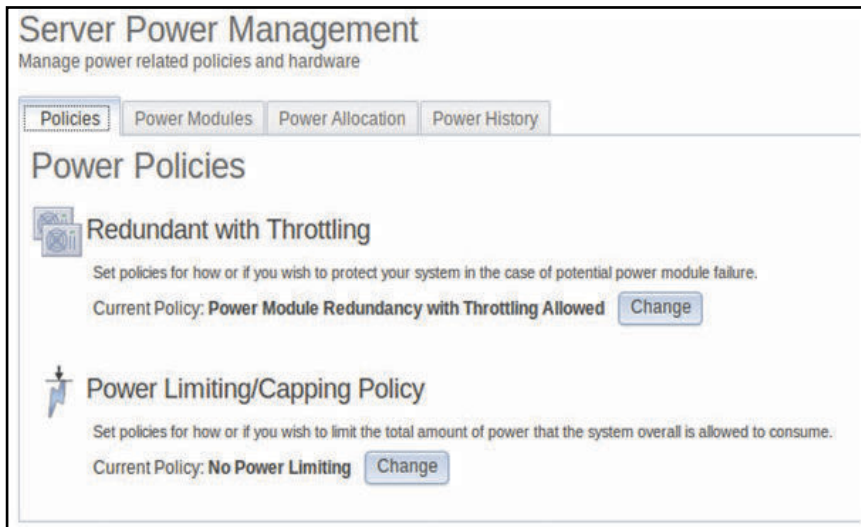 Server Power Management
Manage power related policies and hardware
Policies Power Modules Power Allocation Power History
Power Policies
Redundant with Throttling
Set policies for how or if you wish to protect your system in the case of potential power module failure.
Current Policy: Power Module Redundancy with Throttling Allowed Change
Power Limiting/Capping Policy
Set policies for how or if you wish to limit the total amount of power that the system overall is allowed to consume.
Current Policy: No Power Limiting Change